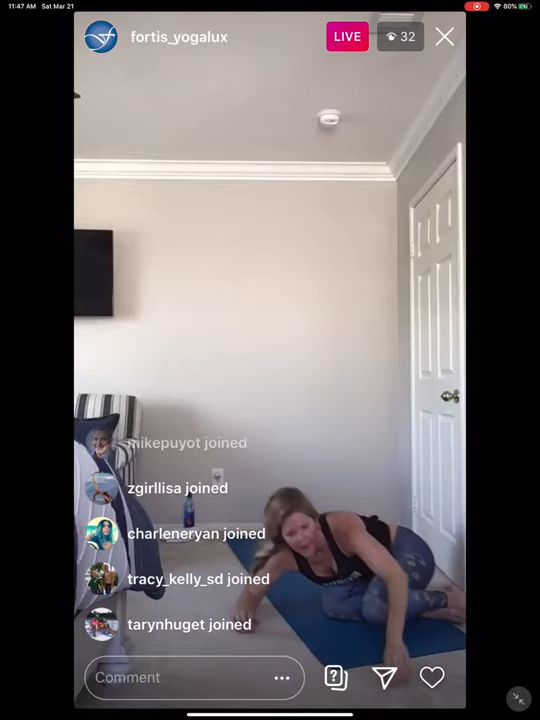 11:47 AM Sat Mar 21
80%
fortis_yogalux
LIVE
32
mikepuyot joined
zgirllisa joined
charleneryan joined
tracy_kelly_sd joined
tarynhuget joined
Comment